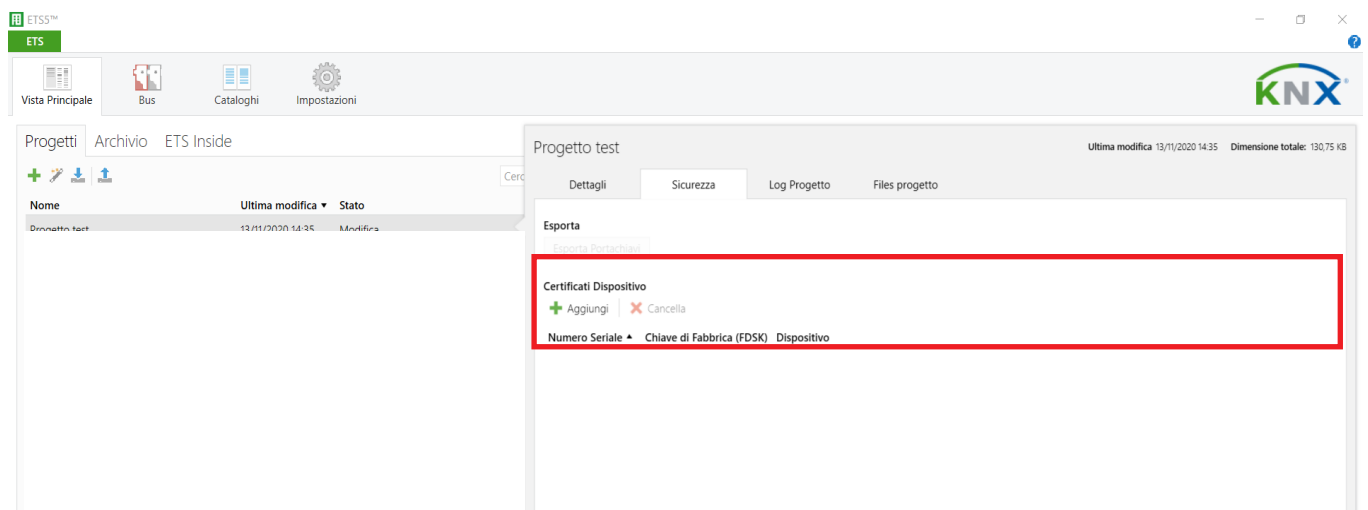 ETS5™
ETS
Vista Principale
Bus
Cataloghi
Impostazioni
KNX
Progetti Archivio ETS Inside
Cerc
Nome Ultima modifica Stato
Progetto test 13/11/2020 14:35 Modifica
Progetto test
Ultima modifica 13/11/2020 14:35 Dimensione totale: 130,75 KB
Dettagli Sicurezza Log Progetto Files progetto
Esporta
Esporta Portachiavi
Certificati Dispositivo
Aggiungi Cancella
Numero Seriale Chiave di Fabbrica (FDSK) Dispositivo